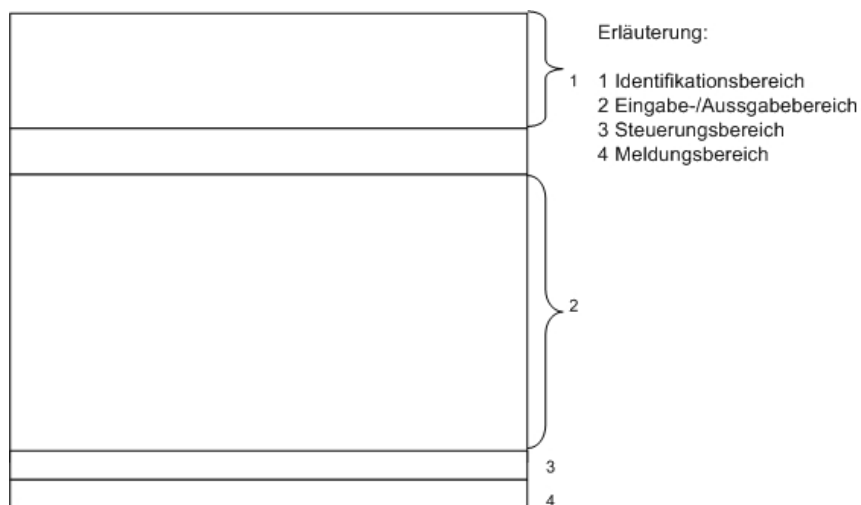 Erläuterung:
1 Identifikationsbereich
2 Eingabe-/Aussgabebereich
3 Steuerungsbereich
4 Meldungsbereich
1
2
3
4